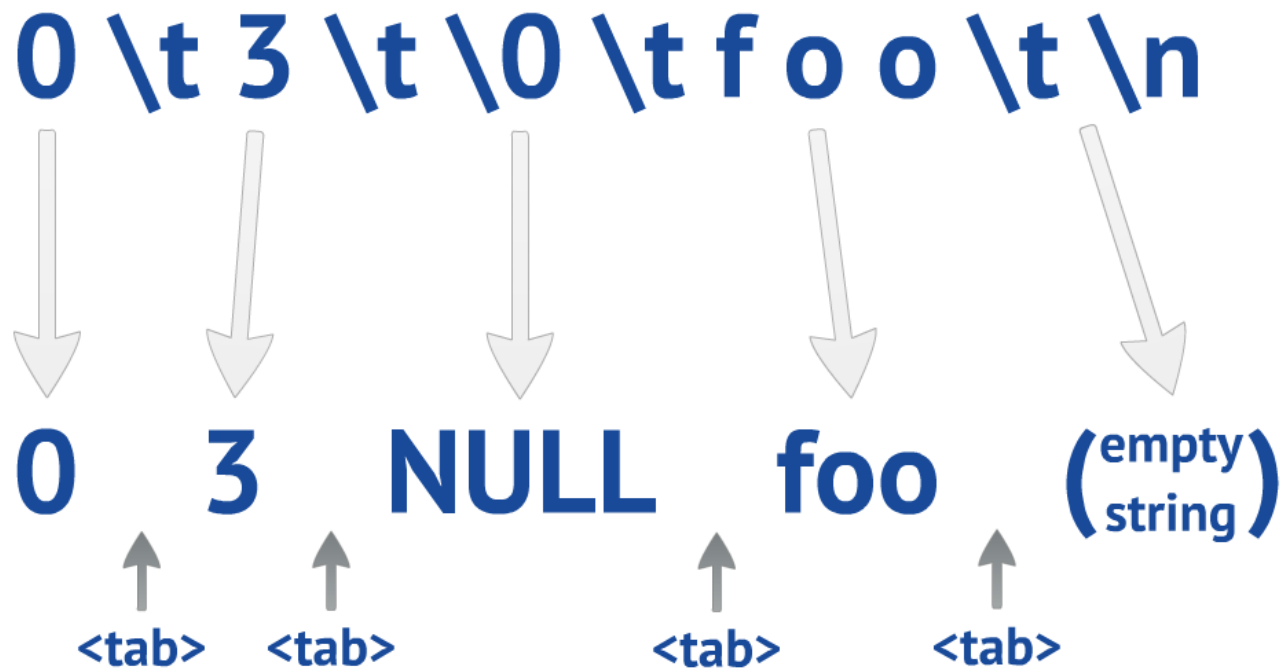 0 \t 3 \t \0 \t f o o \t \n
0 3 NULL foo (empty string)
<tab> <tab> <tab> <tab>